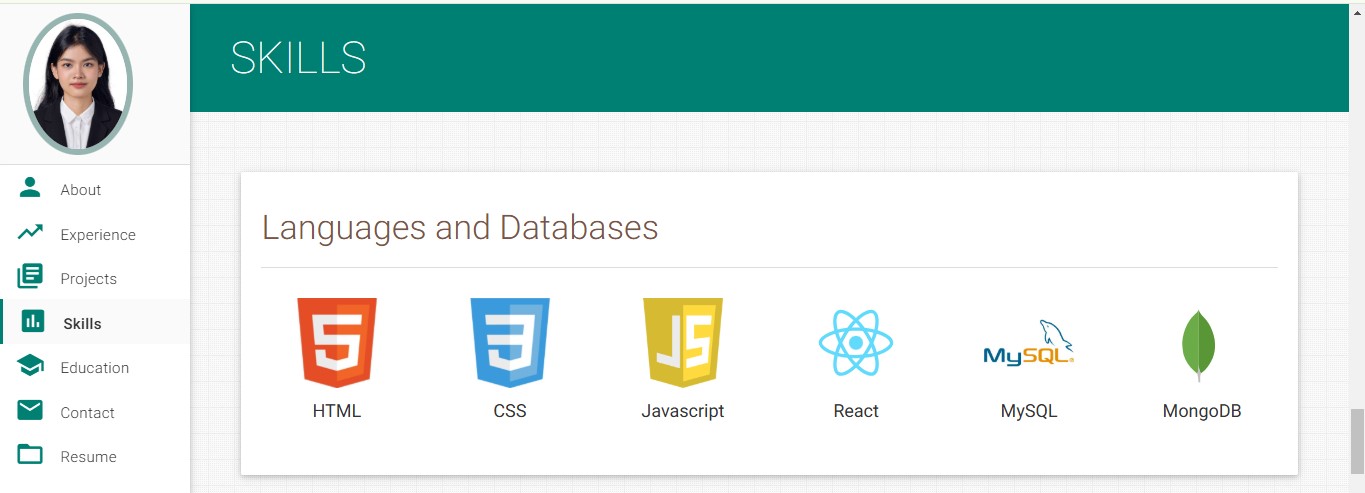 About
Experience
Projects
Skills
Education
Contact
Resume
SKILLS
Languages and Databases
5
3
JS
MySQL
HTML
CSS
Javascript
React
MySQL
MongoDB